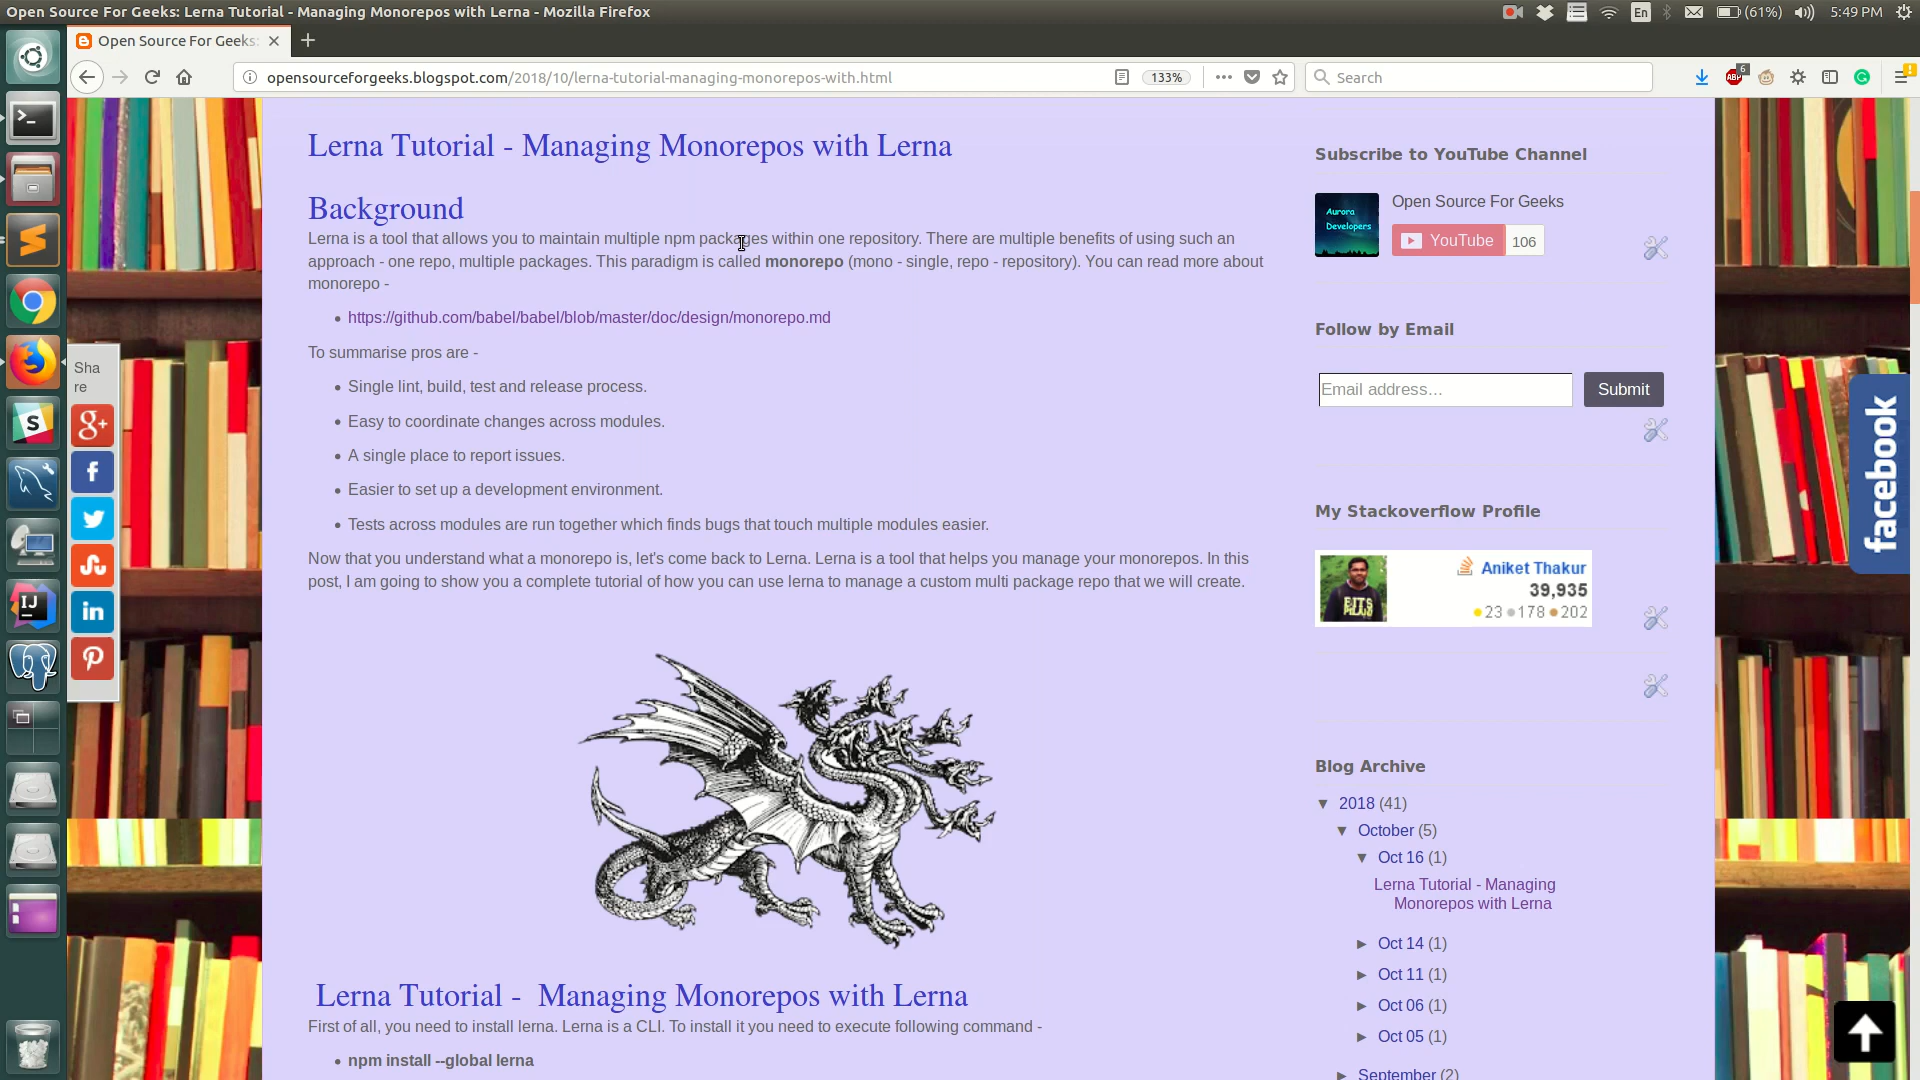 Open Source For Geeks: Lerna Tutorial - Managing Monorepos with Lerna - Mozilla Firefox
En
(61%)
5:49 PM
Open Source For Geeks:
opensourceforgeeks.blogspot.com/2018/10/lerna-tutorial-managing-monorepos-with.html
133%
Search
ABP
6
Lerna Tutorial - Managing Monorepos with Lerna
Background
Lerna is a tool that allows you to maintain multiple npm packages within one repository. There are multiple benefits of using such an
approach - one repo, multiple packages. This paradigm is called monorepo (mono - single, repo - repository). You can read more about
monorepo -
https://github.com/babel/babel/blob/master/doc/design/monorepo.md
To summarise pros are -
Single lint, build, test and release process.
Easy to coordinate changes across modules.
A single place to report issues.
Easier to set up a development environment.
Tests across modules are run together which finds bugs that touch multiple modules easier.
Now that you understand what a monorepo is, let's come back to Lerna. Lerna is a tool that helps you manage your monorepos. In this
post, I am going to show you a complete tutorial of how you can use lerna to manage a custom multi package repo that we will create.
Lerna Tutorial - Managing Monorepos with Lerna
First of all, you need to install lerna. Lerna is a CLI. To install it you need to execute following command -
npm install --global lerna
Sha
re
g+
f
in
IJ
S
Subscribe to YouTube Channel
Aurora
Developers
Open Source For Geeks
YouTube
106
Follow by Email
Email address...
Submit
My Stackoverflow Profile
BITS
Aniket Thakur
39,935
23 178 202
Blog Archive
▼ 2018 (41)
▼ October (5)
▼ Oct 16 (1)
Lerna Tutorial - Managing
Monorepos with Lerna
► Oct 14 (1)
► Oct 11 (1)
► Oct 06 (1)
► Oct 05 (1)
► September (2)
facebook